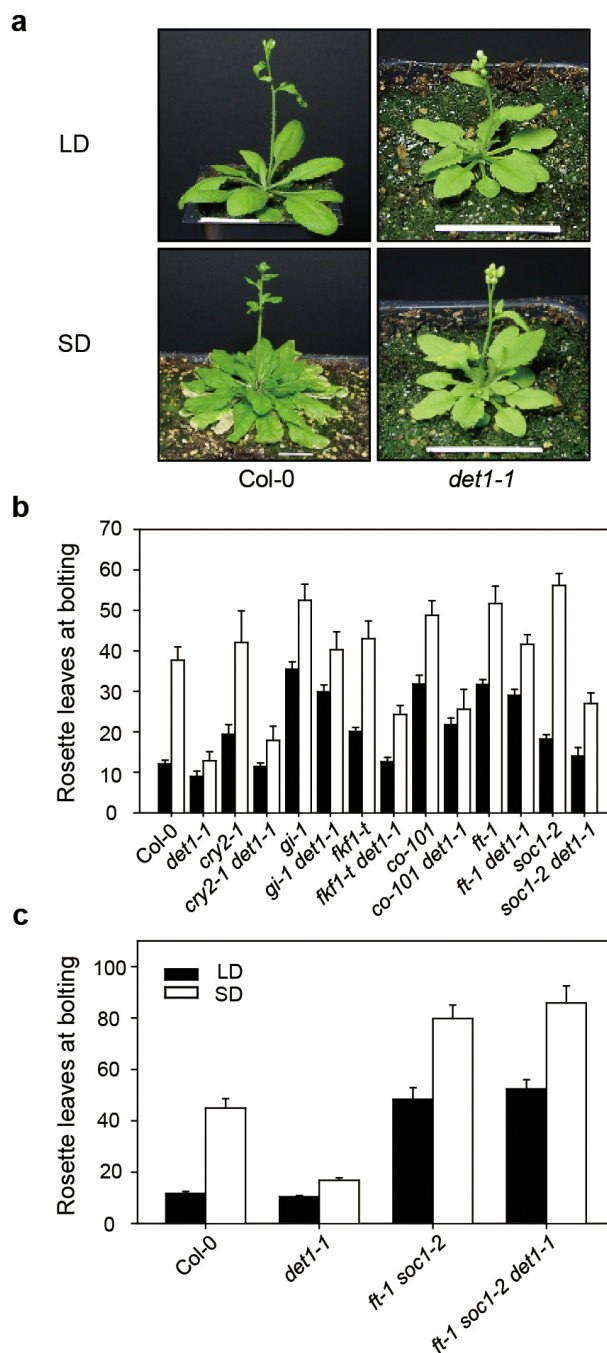 a
LD
SD
Col-0
det1-1
b
Rosette leaves at bolting
70
60
50
40
30
20
10
0
Col-0
det1-1
cry2-1
cry2-1 det1-1
gi-1
gi-1 det1-1
fkf1-t
fkf1-t det1-1
co-101
co-101 det1-1
ft-1
ft-1 det1-1
soc1-2
soc1-2 det1-1
c
Rosette leaves at bolting
100
80
60
40
20
0
LD
SD
Col-0
det1-1
ft-1 soc1-2
ft-1 soc1-2 det1-1